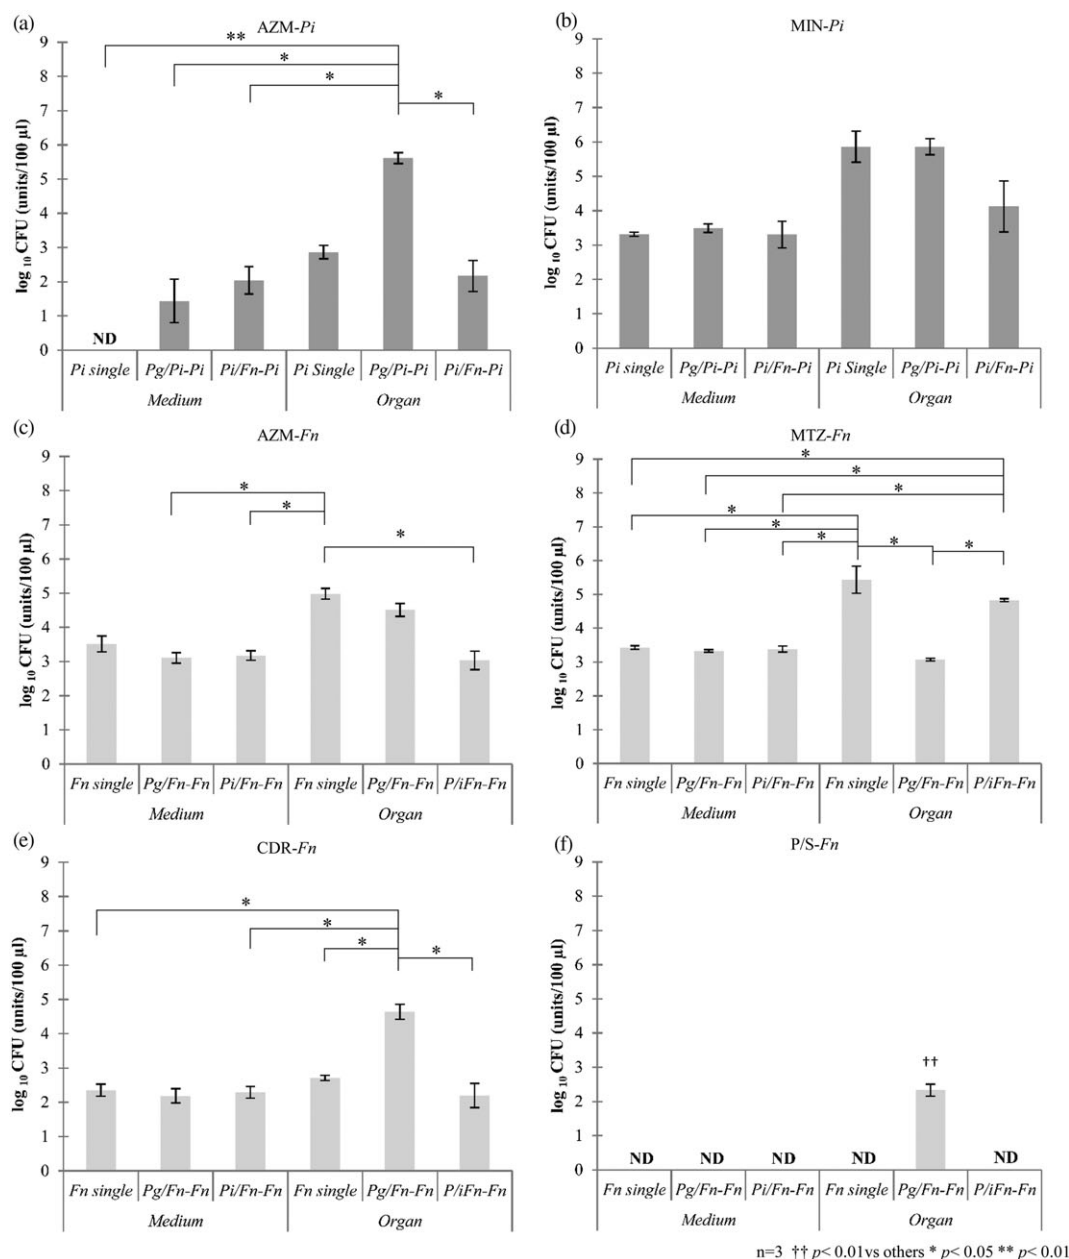 (a)
AZM-Pi
log 10 CFU (units/100 µl)
9
8
7
6
5
4
3
2
1
0
** 
*
*
*
ND
Pi single Pg/Pi-Pi Pi/Fn-Pi Pi Single Pg/Pi-Pi Pi/Fn-Pi
Medium Organ
(b)
MIN-Pi
log 10 CFU (units/100 µl)
9
8
7
6
5
4
3
2
1
0
Pi single Pg/Pi-Pi Pi/Fn-Pi Pi Single Pg/Pi-Pi Pi/Fn-Pi
Medium Organ
(c)
AZM-Fn
log 10 CFU (units/100 µl)
9
8
7
6
5
4
3
2
1
0
*
*
*
Fn single Pg/Fn-Fn Pi/Fn-Fn Fn single Pg/Fn-Fn P/iFn-Fn
Medium Organ
(d)
MTZ-Fn
log 10 CFU (units/100 µl)
9
8
7
6
5
4
3
2
1
0
*
*
*
*
*
*
*
*
Fn single Pg/Fn-Fn Pi/Fn-Fn Fn single Pg/Fn-Fn P/iFn-Fn
Medium Organ
(e)
CDR-Fn
log 10 CFU (units/100 µl)
9
8
7
6
5
4
3
2
1
0
*
*
*
*
Fn single Pg/Fn-Fn Pi/Fn-Fn Fn single Pg/Fn-Fn P/iFn-Fn
Medium Organ
(f)
P/S-Fn
log 10 CFU (units/100 µl)
9
8
7
6
5
4
3
2
1
0
††
ND ND ND ND ND
Fn single Pg/Fn-Fn Pi/Fn-Fn Fn single Pg/Fn-Fn P/iFn-Fn
Medium Organ
n=3 †† p< 0.01vs others * p< 0.05 ** p< 0.01